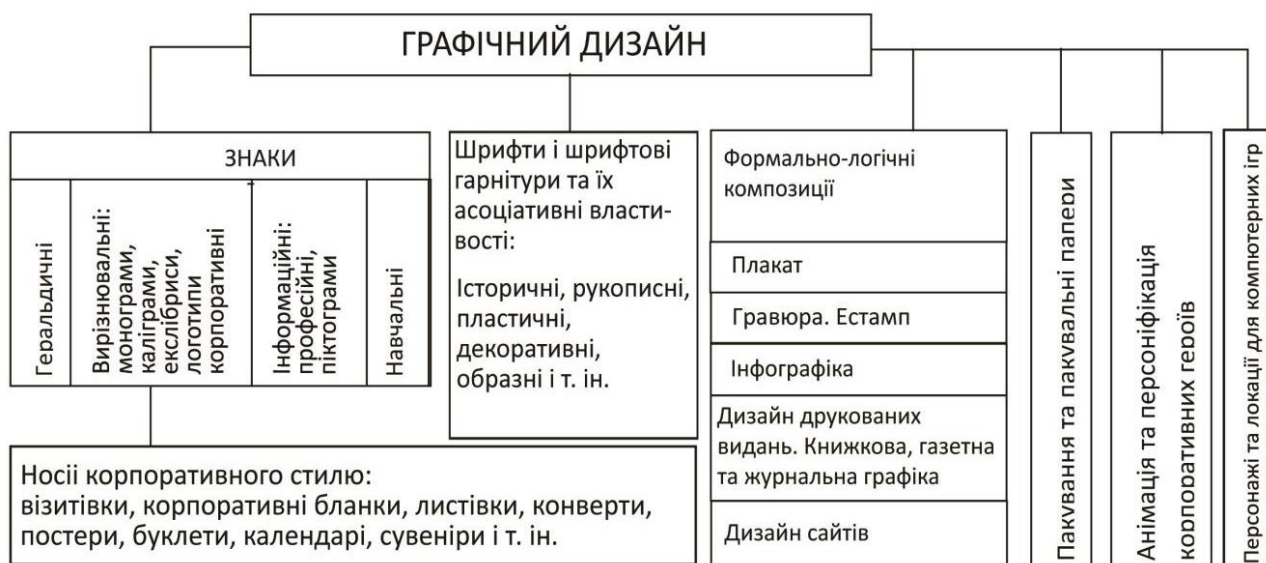 ГРАФІЧНИЙ ДИЗАЙН
ЗНАКИ
Геральдичні
Вирізнювальні:
монограми,
каліграми,
екслібриси,
логотипи
корпоративні
Інформаційні:
професійні,
піктограми
Навчальні
Носії корпоративного стилю:
візитівки, корпоративні бланки, листівки, конверти,
постери, буклети, календарі, сувеніри і т. ін.
Шрифти і шрифтові
гарнітури та їх
асоціативні власти-
вості:
Історичні, рукописні,
пластичні,
декоративні,
образні і т. ін.
Формально-логічні
композиції
Плакат
Гравюра. Естамп
Інфографіка
Дизайн друкованих
видань. Книжкова, газетна
та журнальна графіка
Дизайн сайтів
Пакування та пакувальні папери
Анімація та персоніфікація
корпоративних героїв
Персонажі та локації для компютерних ігр